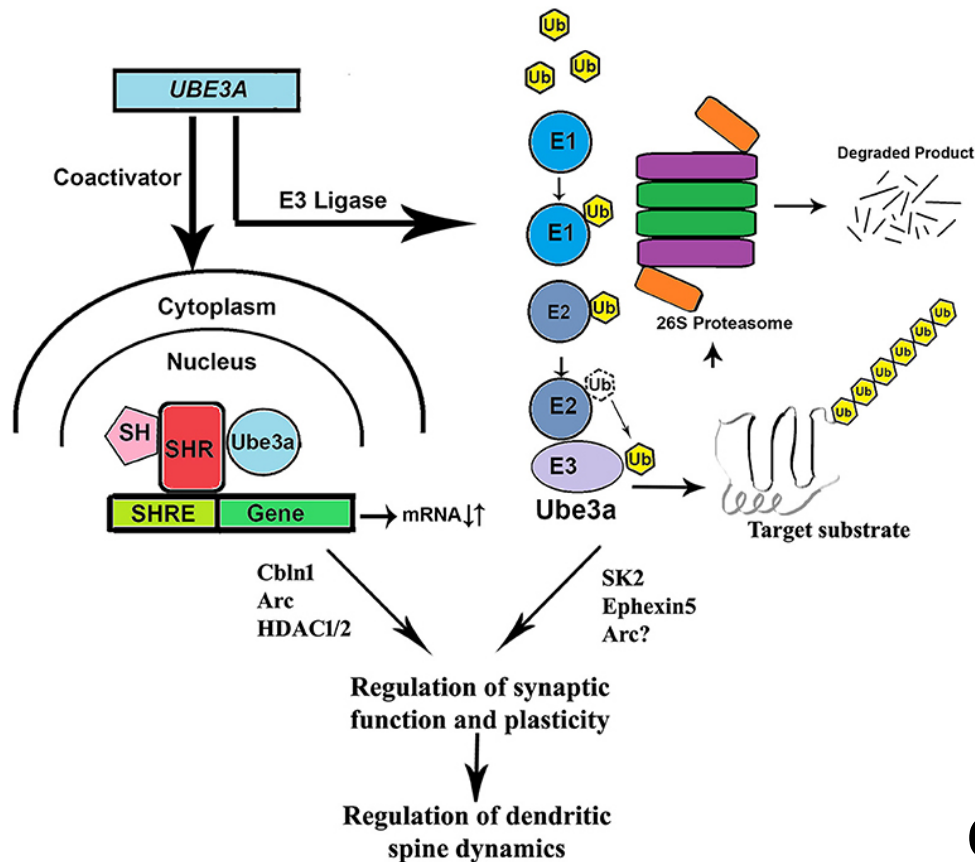 UBE3A
Coactivator
E3 Ligase
Cytoplasm
Nucleus
SH
SHR
Ube3a
SHRE
Gene
mRNA↓↑
Cbln1
Arc
HDAC1/2
Ub
Ub
Ub
E1
E1
Ub
E2
Ub
E2
Ub
E3
Ub
Ube3a
26S Proteasome
Degraded Product
Ub
Ub
Ub
Ub
Ub
Ub
Target substrate
SK2
Ephexin5
Arc?
Regulation of synaptic
function and plasticity
Regulation of dendritic
spine dynamics